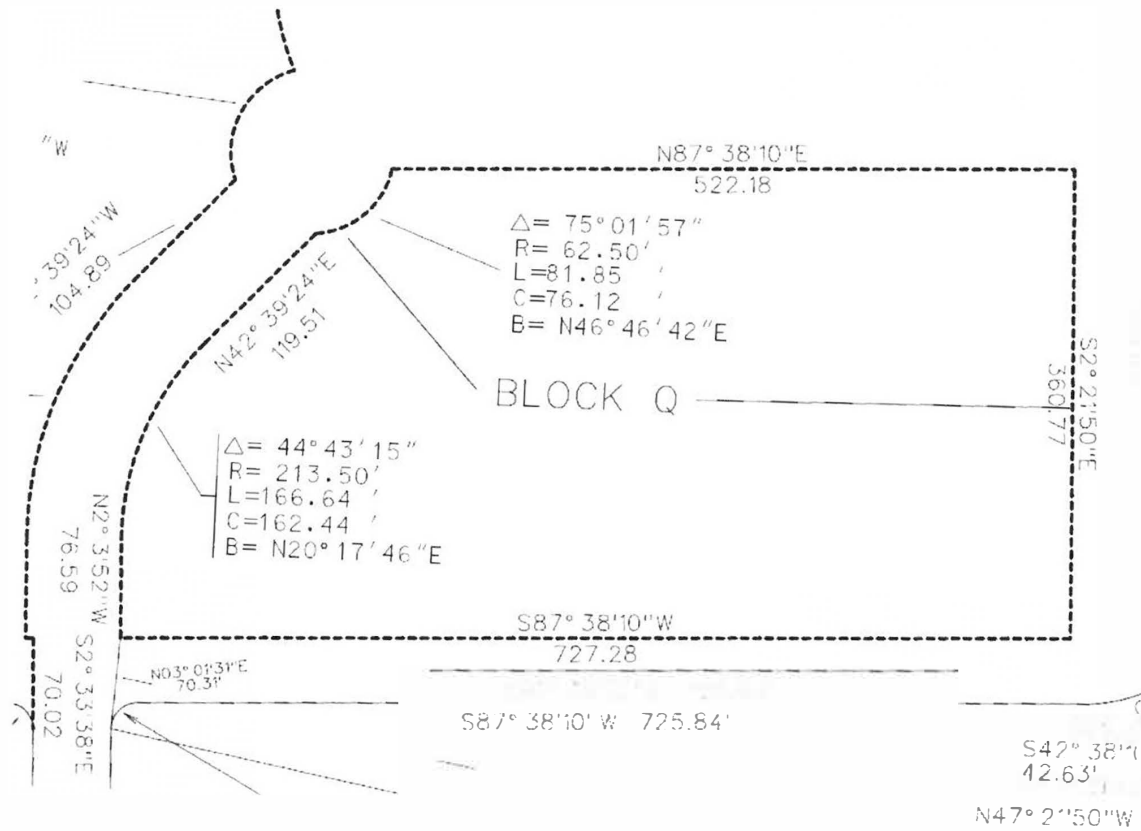 "W
N87°38'10"E
522.18
°39'24"W
104.89
△= 75°01'57"
R= 62.50'
L=81.85 '
C=76.12 '
B= N46°46'42"E
N42°39'24"E
119.51
BLOCK Q
S2°21'50"E
360.77
△= 44°43'15"
R= 213.50'
L=166.64 '
C=162.44 '
B= N20°17'46"E
N2°3'52"W
76.59
S87°38'10"W
727.28
N03°01'31"E
70.31'
S2°33'38"E
70.02
S87°38'10' W 725.84'
S42°38'1
42.63'
N47°2'50"W